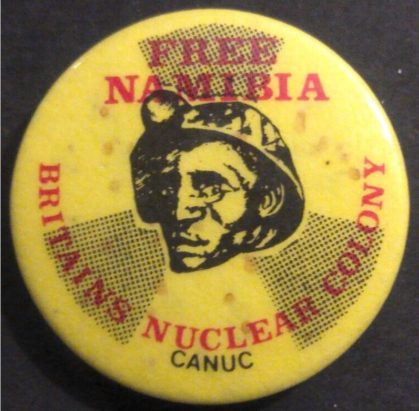 FREE
NAMIBIA
BRITAINS NUCLEAR COLONY
CANUC